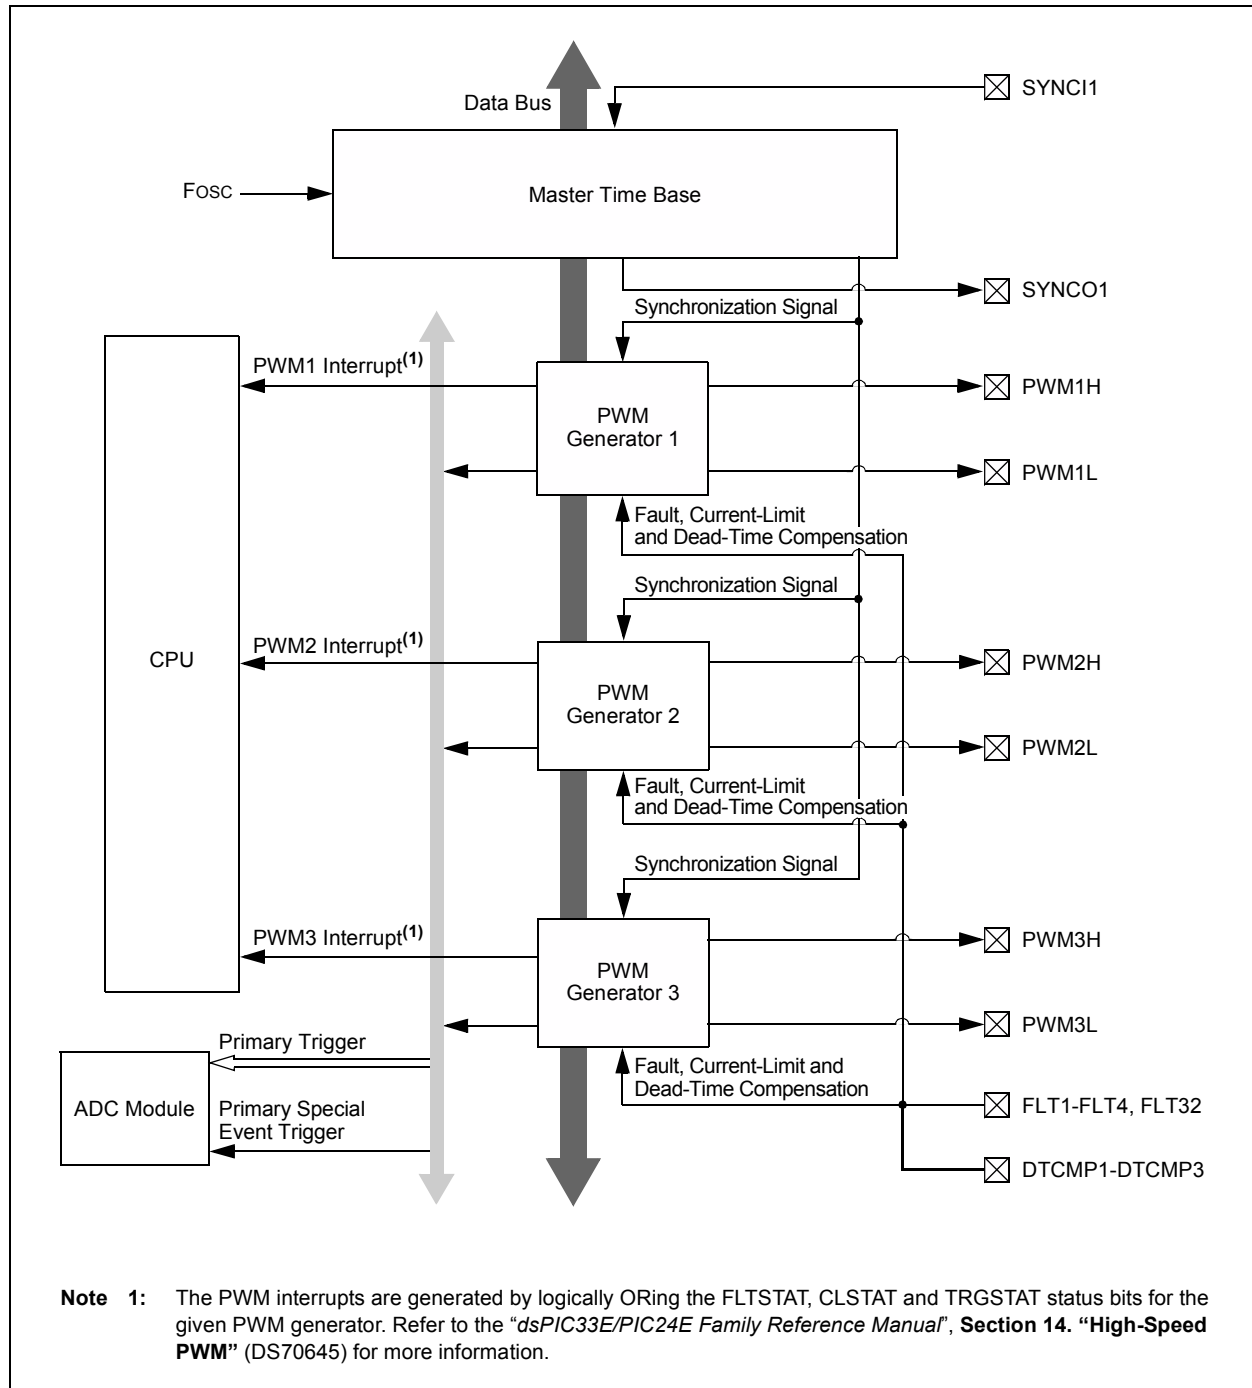 Data Bus
SYNCI1
FOSC
Master Time Base
SYNCO1
Synchronization Signal
PWM1 Interrupt(1)
PWM
Generator 1
PWM1H
PWM1L
Fault, Current-Limit
and Dead-Time Compensation
Synchronization Signal
CPU
PWM2 Interrupt(1)
PWM
Generator 2
PWM2H
PWM2L
Fault, Current-Limit
and Dead-Time Compensation
Synchronization Signal
PWM3 Interrupt(1)
PWM
Generator 3
PWM3H
PWM3L
Primary Trigger
Fault, Current-Limit and
Dead-Time Compensation
ADC Module
Primary Special
Event Trigger
FLT1-FLT4, FLT32
DTCMP1-DTCMP3
Note 1: The PWM interrupts are generated by logically ORing the FLTSTAT, CLSTAT and TRGSTAT status bits for the
given PWM generator. Refer to the “dsPIC33E/PIC24E Family Reference Manual”, Section 14. “High-Speed
PWM” (DS70645) for more information.